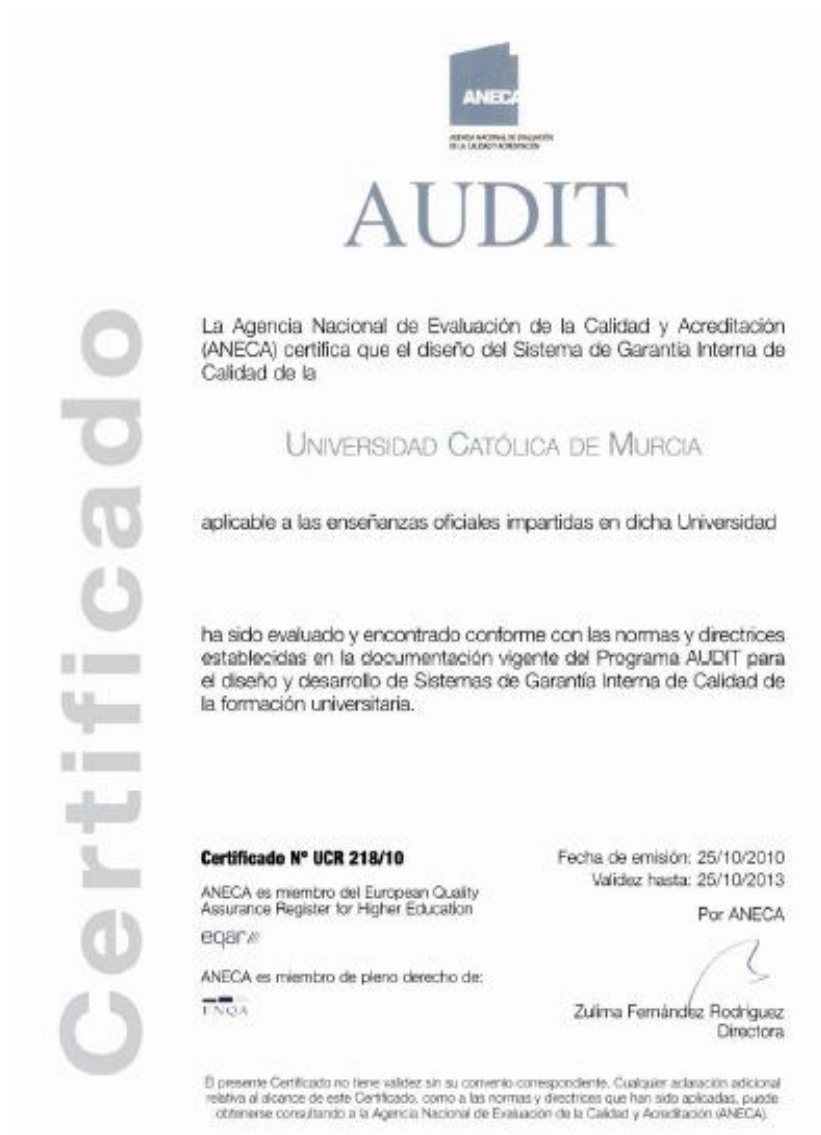 ANECA
AGENCIA NACIONAL DE EVALUACIÓN
DE LA CALIDAD Y ACREDITACIÓN
AUDIT
Certificado
La Agencia Nacional de Evaluación de la Calidad y Acreditación
(ANECA) certifica que el diseño del Sistema de Garantía Interna de
Calidad de la
UNIVERSIDAD CATÓLICA DE MURCIA
aplicable a las enseñanzas oficiales impartidas en dicha Universidad
ha sido evaluado y encontrado conforme con las normas y directrices
establecidas en la documentación vigente del Programa AUDIT para
el diseño y desarrollo de Sistemas de Garantía Interna de Calidad de
la formación universitaria.
Certificado Nº UCR 218/10
Fecha de emisión: 25/10/2010
Validez hasta: 25/10/2013
ANECA es miembro del European Quality
Assurance Register for Higher Education
Por ANECA
eqar///
ANECA es miembro de pleno derecho de:
ENQA
Zulima Fernández Rodríguez
Directora
El presente Certificado no tiene validez sin su convenio correspondiente. Cualquier aclaración adicional
relativa al alcance de este Certificado, como a las normas y directrices que han sido aplicadas, puede
obtenerse consultando a la Agencia Nacional de Evaluación de la Calidad y Acreditación (ANECA).